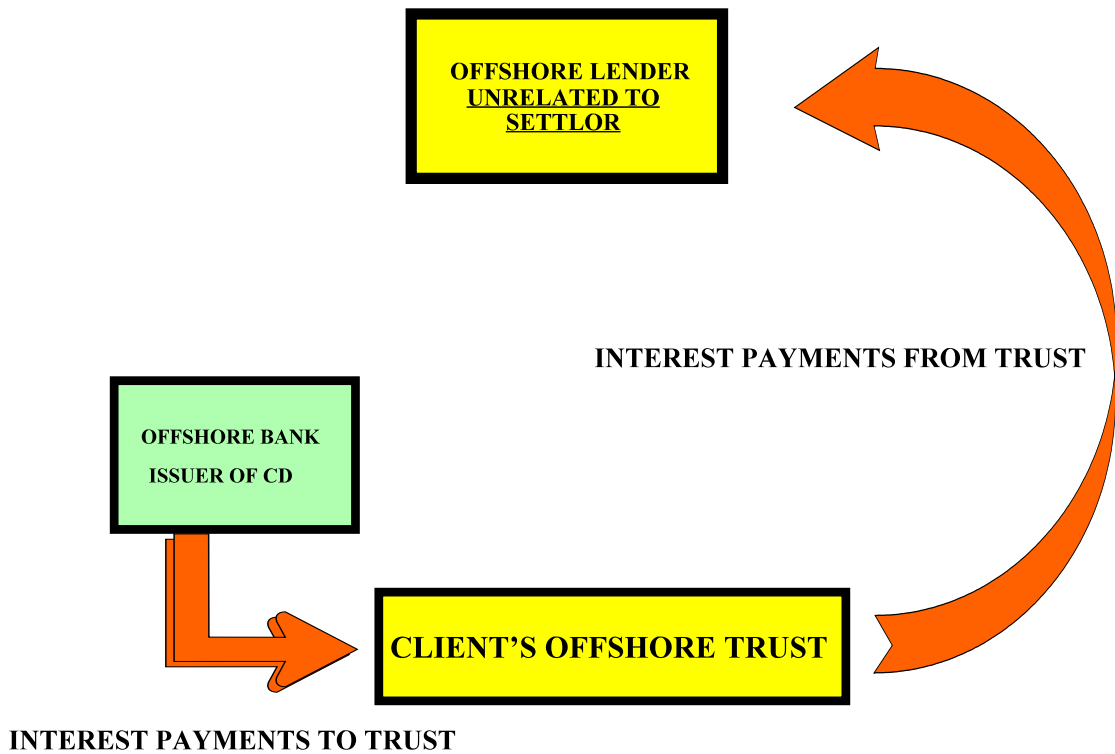 OFFSHORE LENDER
UNRELATED TO
SETTLOR
INTEREST PAYMENTS FROM TRUST
OFFSHORE BANK
ISSUER OF CD
CLIENT’S OFFSHORE TRUST
INTEREST PAYMENTS TO TRUST